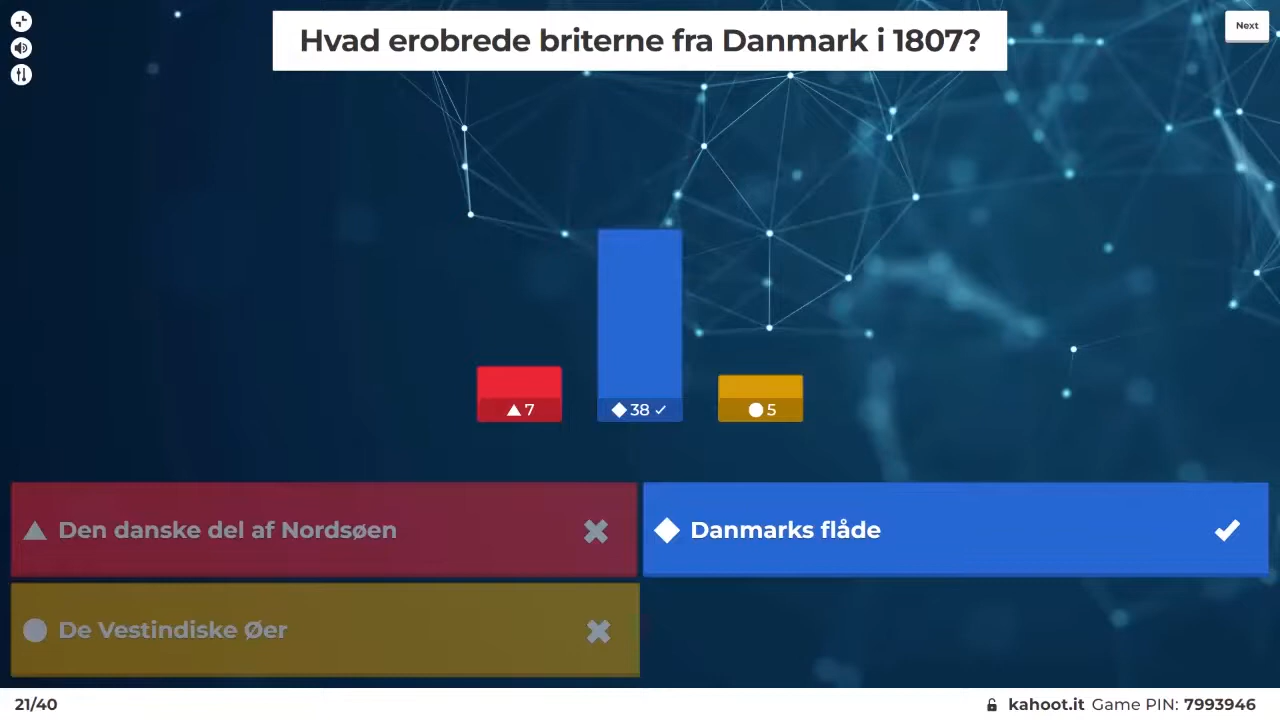 Hvad erobrede briterne fra Danmark i 1807?
Next
7
38
5
Den danske del af Nordsøen
Danmarks flåde
De Vestindiske Øer
21/40
kahoot.it Game PIN: 7993946